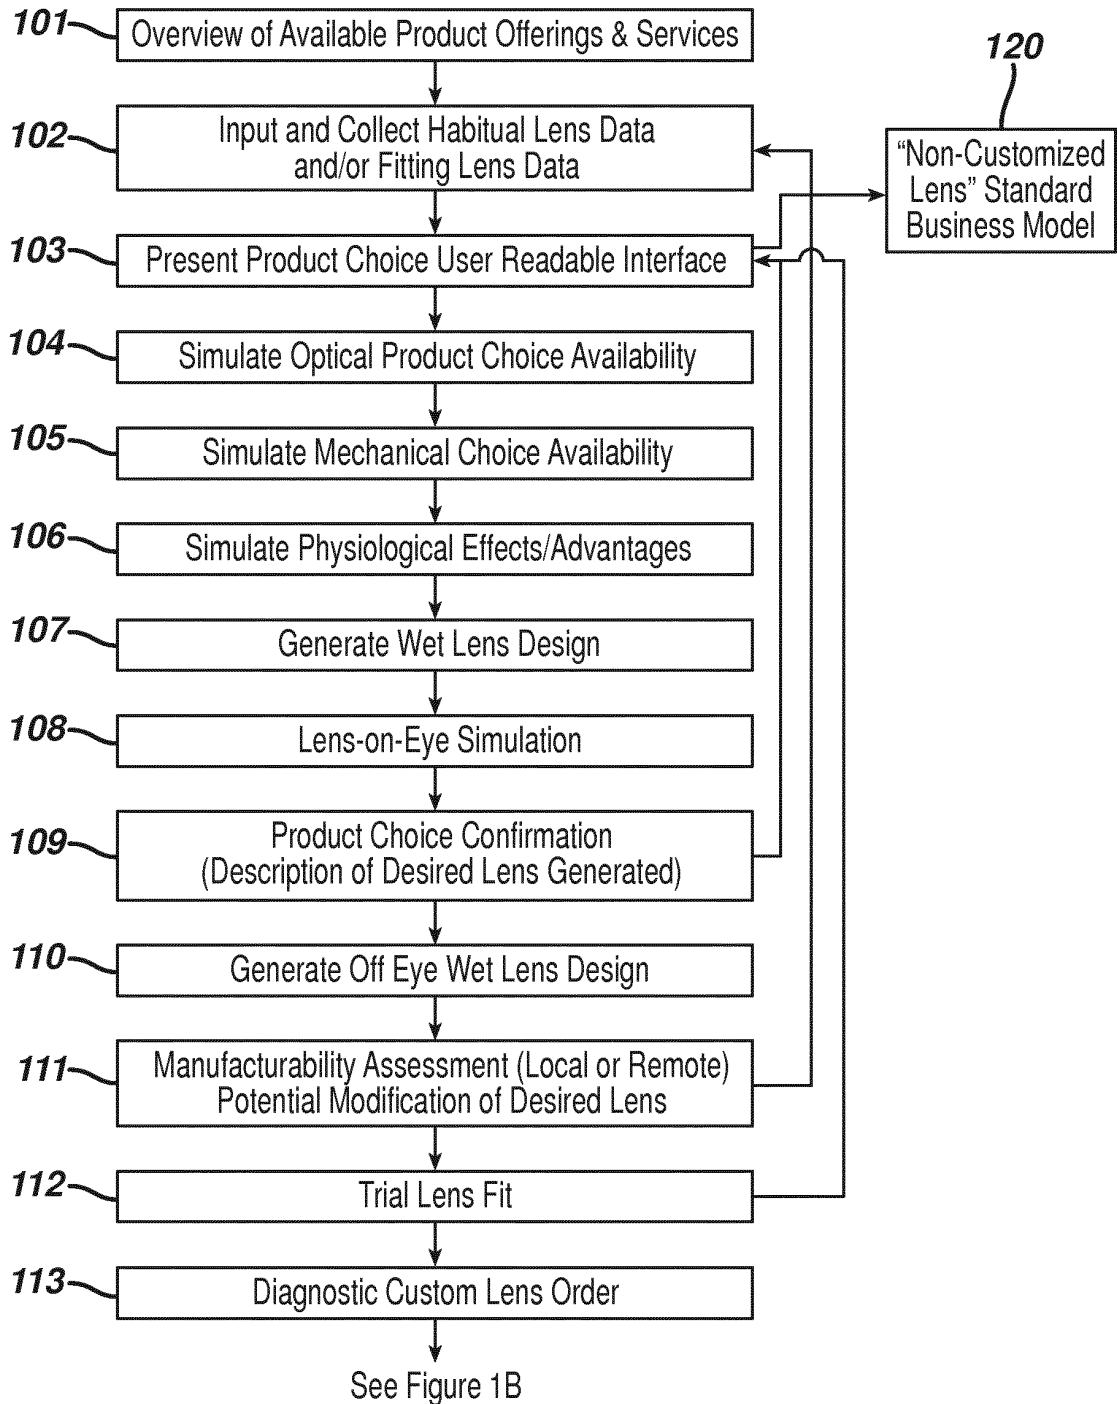 101
Overview of Available Product Offerings & Services
120
102
Input and Collect Habitual Lens Data
and/or Fitting Lens Data
“Non-Customized
Lens” Standard
Business Model
103
Present Product Choice User Readable Interface
104
Simulate Optical Product Choice Availability
105
Simulate Mechanical Choice Availability
106
Simulate Physiological Effects/Advantages
107
Generate Wet Lens Design
108
Lens-on-Eye Simulation
109
Product Choice Confirmation
(Description of Desired Lens Generated)
110
Generate Off Eye Wet Lens Design
111
Manufacturability Assessment (Local or Remote)
Potential Modification of Desired Lens
112
Trial Lens Fit
113
Diagnostic Custom Lens Order
See Figure 1B